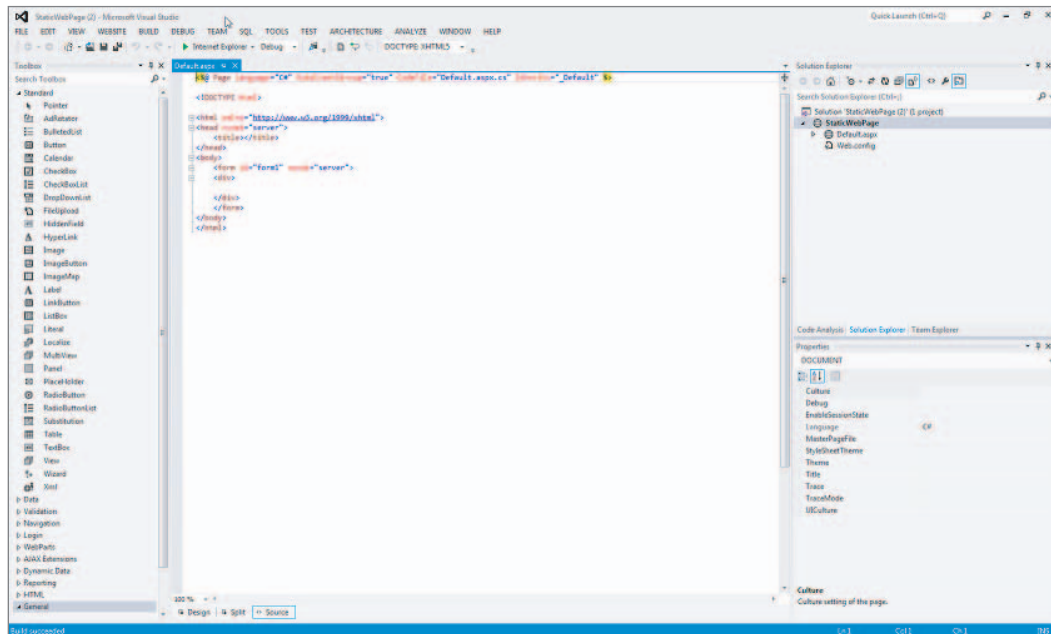 StaticWebPage (2) - Microsoft Visual Studio
Quick Launch (Ctrl+Q)
FILE EDIT VIEW WEBSITE BUILD DEBUG TEAM SQL TOOLS TEST ARCHITECTURE ANALYZE WINDOW HELP
Internet Explorer Debug DOCTYPE: XHTML5
Toolbox
Search Toolbox
Standard
Pointer
AdRotator
BulletedList
Button
Calendar
CheckBox
CheckBoxList
DropDownList
FileUpload
HiddenField
HyperLink
Image
ImageButton
ImageMap
Label
LinkButton
ListBox
Literal
Localize
MultiView
Panel
PlaceHolder
RadioButton
RadioButtonList
Substitution
Table
TextBox
View
Wizard
Xml
Data
Validation
Navigation
Login
WebParts
AJAX Extensions
Dynamic Data
Reporting
HTML
General
Default.aspx
<%@ Page Language="C#" ="true" ="Default.aspx.cs" ="_Default" %>
<!DOCTYPE html>
<html xmlns="http://www.w3.org/1999/xhtml">
<head runat="server">
<title></title>
</head>
<body>
<form id="form1" runat="server">
<div>
</div>
</form>
</body>
</html>
100 %
Design Split Source
Solution Explorer
Search Solution Explorer (Ctrl+;)
Solution 'StaticWebPage (2)' (1 project)
StaticWebPage
Default.aspx
Web.config
Code Analysis Solution Explorer Team Explorer
Properties
DOCUMENT
Culture
Debug
EnableSessionState
Language C#
MasterPageFile
StyleSheetTheme
Theme
Title
Trace
TraceMode
UICulture
Culture
Culture setting of the page.
Build succeeded
Ln 1 Col 1 Ch 1 INS